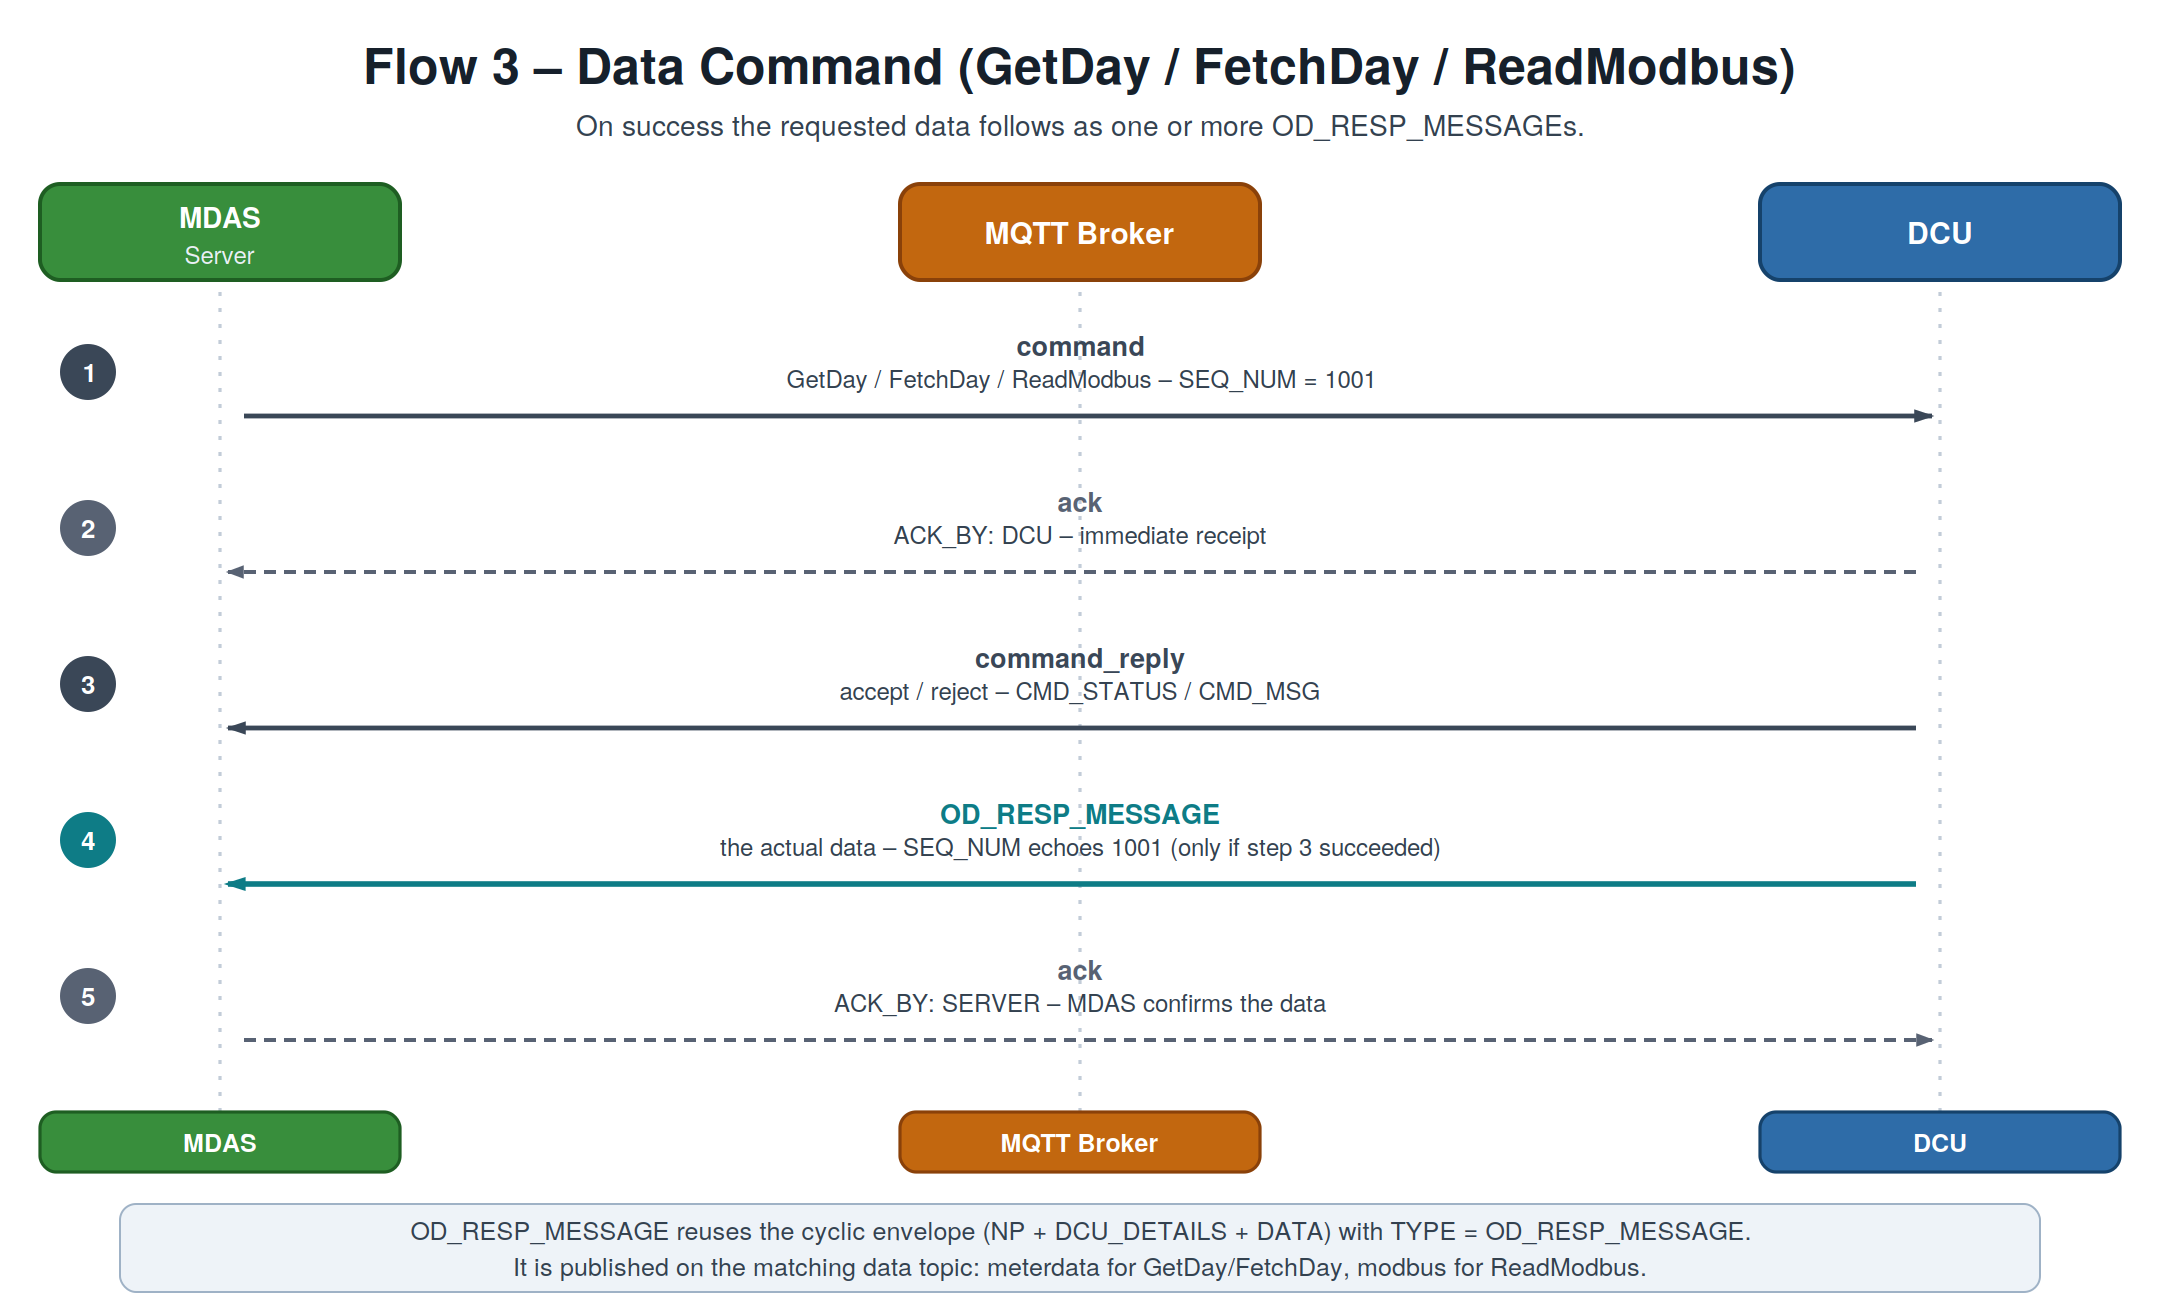 Flow 3 – Data Command (GetDay / FetchDay / ReadModbus)
On success the requested data follows as one or more OD_RESP_MESSAGEs.
MDAS
Server
MQTT Broker
DCU
1
command
GetDay / FetchDay / ReadModbus – SEQ_NUM = 1001
2
ack
ACK_BY: DCU – immediate receipt
3
command_reply
accept / reject – CMD_STATUS / CMD_MSG
4
OD_RESP_MESSAGE
the actual data – SEQ_NUM echoes 1001 (only if step 3 succeeded)
5
ack
ACK_BY: SERVER – MDAS confirms the data
MDAS
MQTT Broker
DCU
OD_RESP_MESSAGE reuses the cyclic envelope (NP + DCU_DETAILS + DATA) with TYPE = OD_RESP_MESSAGE.
It is published on the matching data topic: meterdata for GetDay/FetchDay, modbus for ReadModbus.